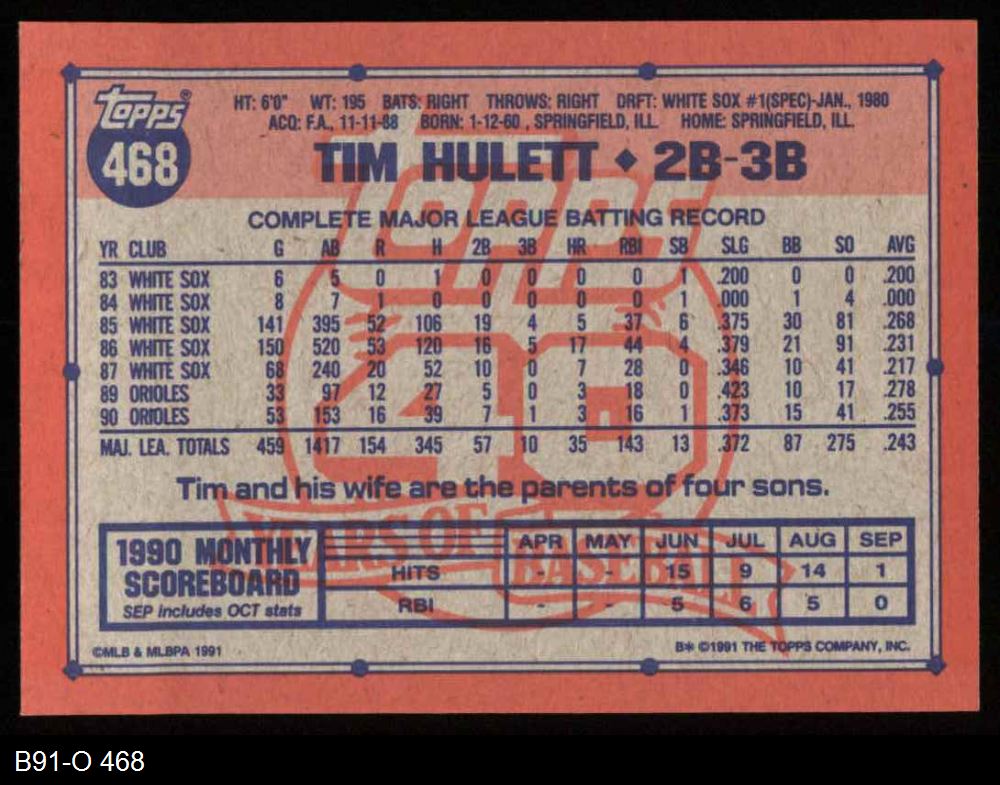 topps®
468
HT: 6'0" WT: 195 BATS: RIGHT THROWS: RIGHT DRFT: WHITE SOX #1(SPEC)-JAN., 1980
ACQ: F.A., 11-11-88 BORN: 1-12-60 , SPRINGFIELD, ILL. HOME: SPRINGFIELD, ILL.
TIM HULETT ♦ 2B-3B
COMPLETE MAJOR LEAGUE BATTING RECORD
YR CLUB G AB R H 2B 3B HR RBI SB SLG BB SO AVG
83 WHITE SOX 6 5 0 1 0 0 0 0 1 .200 0 0 .200
84 WHITE SOX 8 7 1 0 0 0 0 0 1 .000 1 4 .000
85 WHITE SOX 141 395 52 106 19 4 5 37 6 .375 30 81 .268
86 WHITE SOX 150 520 53 120 16 5 17 44 4 .379 21 91 .231
87 WHITE SOX 68 240 20 52 10 0 7 28 0 .346 10 41 .217
89 ORIOLES 33 97 12 27 5 0 3 18 0 .423 10 17 .278
90 ORIOLES 53 153 16 39 7 1 3 16 1 .373 15 41 .255
MAJ. LEA. TOTALS 459 1417 154 345 57 10 35 143 13 .372 87 275 .243
topps
40
YEARS OF
BASEBALL
Tim and his wife are the parents of four sons.
1990 MONTHLY
SCOREBOARD
SEP includes OCT stats
APR MAY JUN JUL AUG SEP
HITS - - 15 9 14 1
RBI - - 5 6 5 0
©MLB & MLBPA 1991
B* ©1991 THE TOPPS COMPANY, INC.
B91-O 468